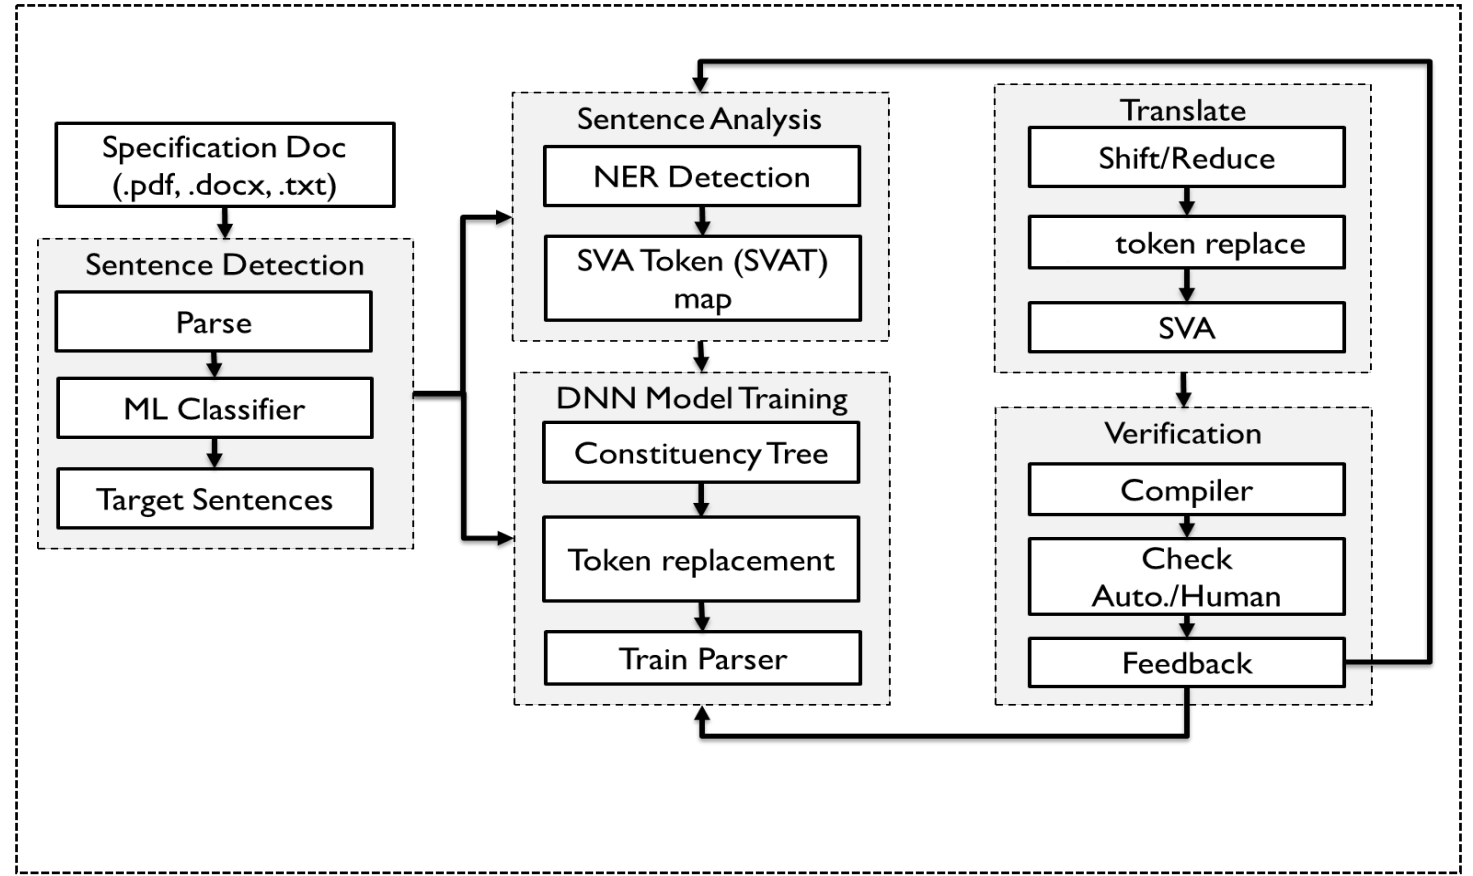 Specification Doc
(.pdf, .docx, .txt)
Sentence Detection
Parse
ML Classifier
Target Sentences
Sentence Analysis
NER Detection
SVA Token (SVAT)
map
DNN Model Training
Constituency Tree
Token replacement
Train Parser
Translate
Shift/Reduce
token replace
SVA
Verification
Compiler
Check
Auto./Human
Feedback